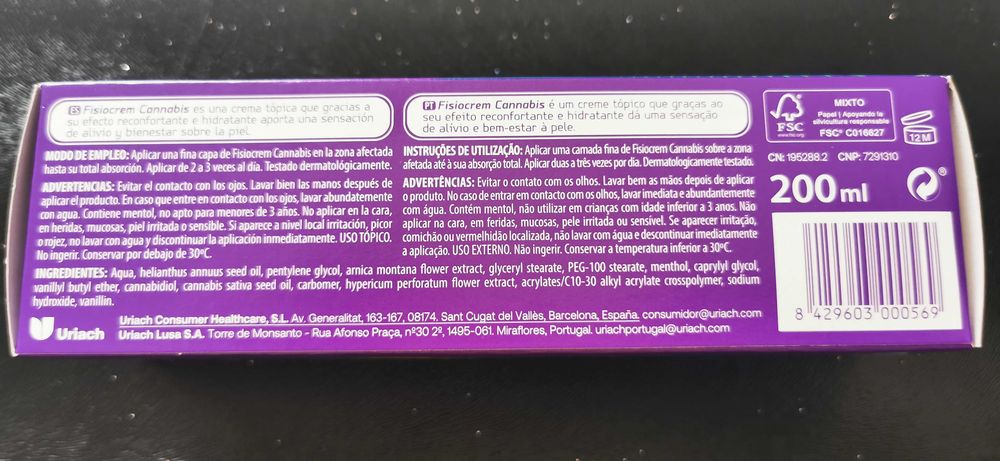 ES Fisiocrem Cannabis es una crema tópica que gracias a
su efecto reconfortante e hidratante aporta una sensación
de alivio y bienestar sobre la piel.
MODO DE EMPLEO: Aplicar una fina capa de Fisiocrem Cannabis en la zona afectada
hasta su total absorción. Aplicar de 2 a 3 veces al día. Testado dermatológicamente.
ADVERTENCIAS: Evitar el contacto con los ojos. Lavar bien las manos después de
aplicar el producto. En caso que entre en contacto con los ojos, lavar abundatemente
con agua. Contiene mentol, no apto para menores de 3 años. No aplicar en la cara,
en heridas, mucosas, piel irritada o sensible. Si aparece a nivel local irritación, picor
o rojez, no lavar con agua y discontinuar la aplicación inmediatamente. USO TÓPICO.
No ingerir. Conservar por debajo de 30ºC.
PT Fisiocrem Cannabis é um creme tópico que graças ao
seu efeito reconfortante e hidratante dá uma sensação
de alívio e bem-estar à pele.
INSTRUÇÕES DE UTILIZAÇÃO: Aplicar uma camada fina de Fisiocrem Cannabis sobre a zona
afetada até à sua absorção total. Aplicar duas a três vezes por dia. Dermatologicamente testado.
ADVERTÊNCIAS: Evitar o contato com os olhos. Lavar bem as mãos depois de aplicar
o produto. No caso de entrar em contacto com os olhos, lavar imediata e abundantemente
com água. Contém mentol, não utilizar em crianças com idade inferior a 3 anos. Não
aplicar na cara, em feridas, mucosas, pele irritada ou sensível. Se aparecer irritação,
comichão ou vermelhidão localizada, não lavar com água e descontinuar imediatamente
a aplicação. USO EXTERNO. Não ingerir. Conservar a temperatura inferior a 30ºC.
INGREDIENTES: Aqua, helianthus annuus seed oil, pentylene glycol, arnica montana flower extract, glyceryl stearate, PEG-100 stearate, menthol, caprylyl glycol,
vanillyl butyl ether, cannabidiol, cannabis sativa seed oil, carbomer, hypericum perforatum flower extract, acrylates/C10-30 alkyl acrylate crosspolymer, sodium
hydroxide, vanillin.
Uriach
Uriach Consumer Healthcare, S.L. Av. Generalitat, 163-167, 08174. Sant Cugat del Vallès, Barcelona, España. consumidor@uriach.com
Uriach Lusa S.A. Torre de Monsanto - Rua Afonso Praça, nº30 2º, 1495-061. Miraflores, Portugal. uriachportugal@uriach.com
FSC
www.fsc.org
MIXTO
Papel | Apoyando la
silvicultura responsable
FSC® C016627
12 M
CN: 195288.2 CNP: 7291310
200 ml
®
8 429603 000569